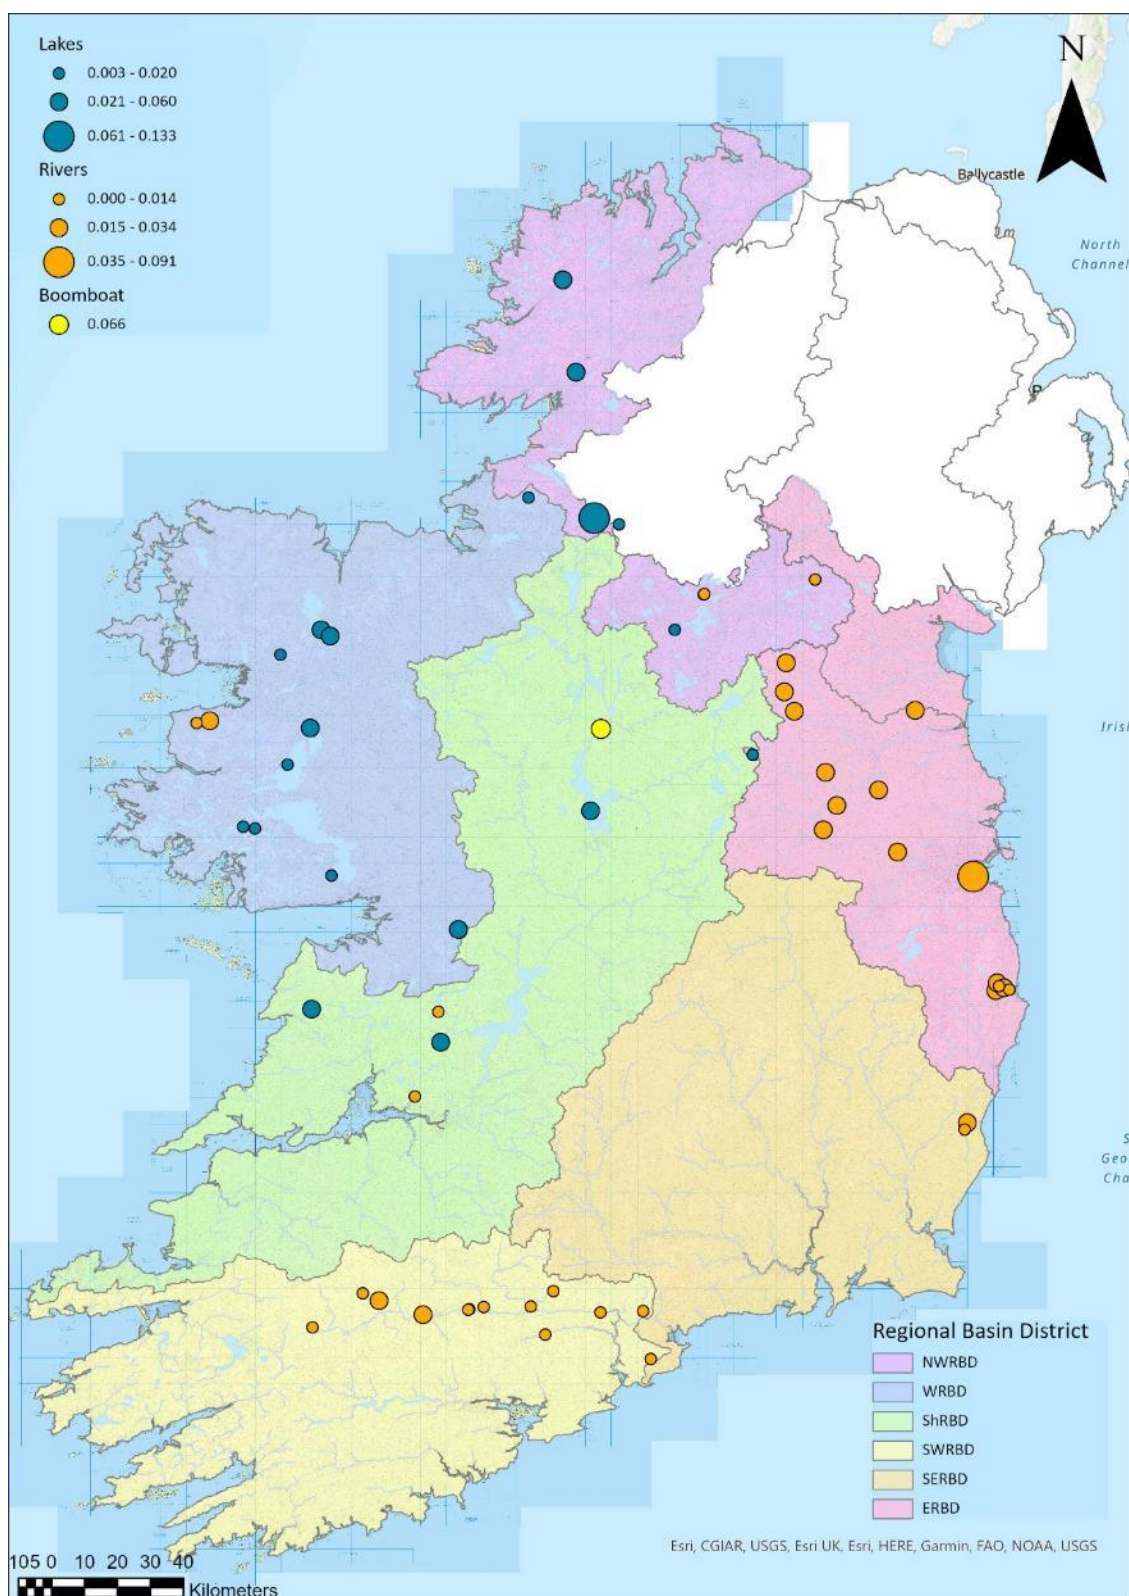 Lakes
0.003 - 0.020
0.021 - 0.060
0.061 - 0.133
Rivers
0.000 - 0.014
0.015 - 0.034
0.035 - 0.091
Boomboat
0.066
N
Ballycastle
North
Channel
Irish
Geo
Cha
Regional Basin District
NWRBD
WRBD
ShRBD
SWRBD
SERBD
ERBD
Esri, CGIAR, USGS, Esri UK, Esri, HERE, Garmin, FAO, NOAA, USGS
105 0 10 20 30 40
Kilometers